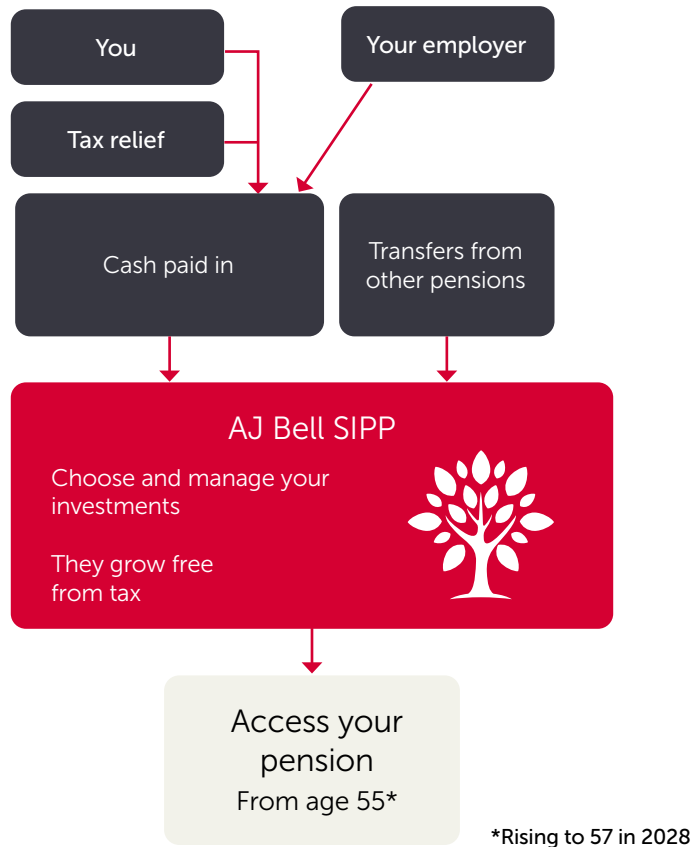 You
Your employer
Tax relief
Cash paid in
Transfers from
other pensions
AJ Bell SIPP
Choose and manage your
investments
They grow free
from tax
Access your
pension
From age 55*
*Rising to 57 in 2028